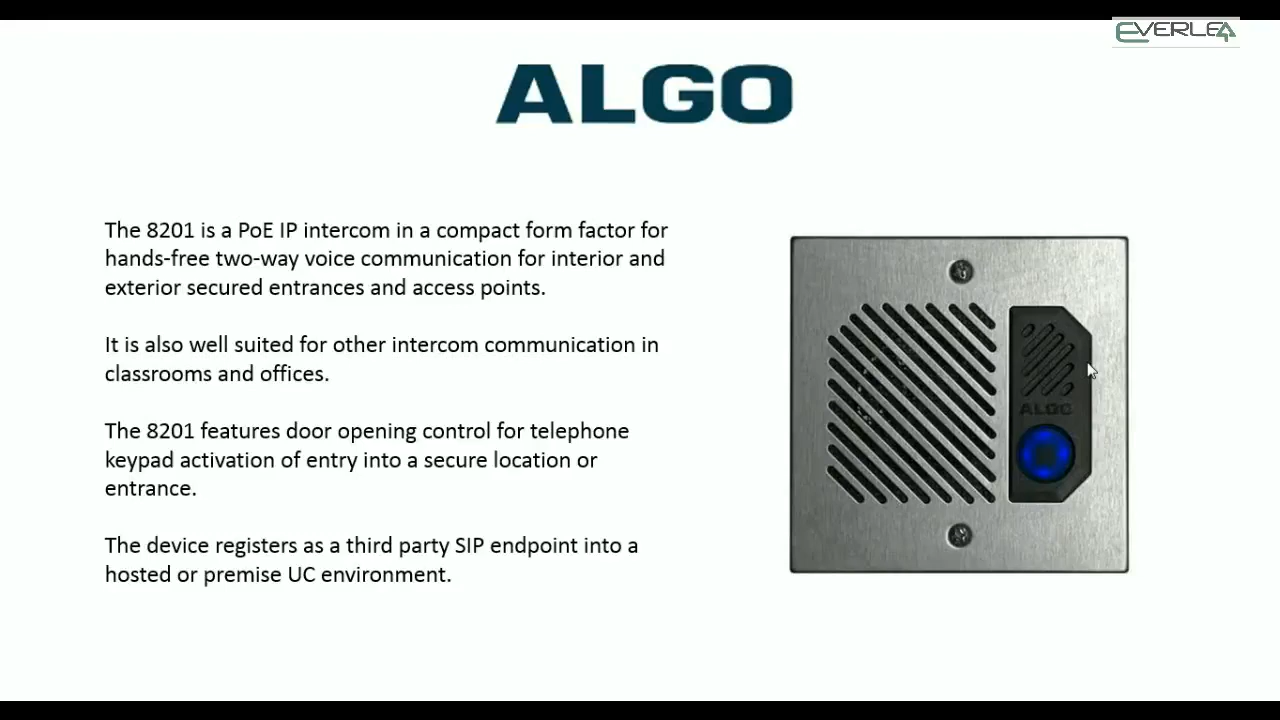 EVERLEA
ALGO
The 8201 is a PoE IP intercom in a compact form factor for
hands-free two-way voice communication for interior and
exterior secured entrances and access points.
It is also well suited for other intercom communication in
classrooms and offices.
The 8201 features door opening control for telephone
keypad activation of entry into a secure location or
entrance.
The device registers as a third party SIP endpoint into a
hosted or premise UC environment.
ALGO